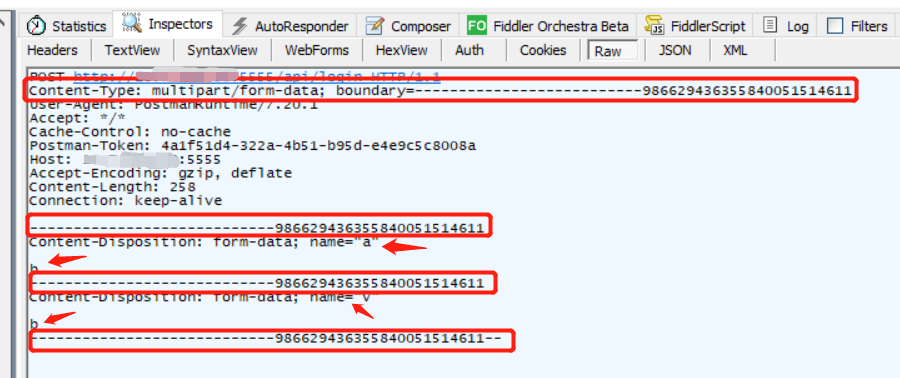 Statistics Inspectors AutoResponder Composer FO Fiddler Orchestra Beta FiddlerScript Log Filters
Headers TextView SyntaxView WebForms HexView Auth Cookies Raw JSON XML
POST http://5555/api/login HTTP/1.1
Content-Type: multipart/form-data; boundary=--------------------------986629436355840051514611
User-Agent: PostmanRuntime/7.20.1
Accept: */*
Cache-Control: no-cache
Postman-Token: 4a1f51d4-322a-4b51-b95d-e4e9c5c8008a
Host: :5555
Accept-Encoding: gzip, deflate
Content-Length: 258
Connection: keep-alive
----------------------------986629436355840051514611
Content-Disposition: form-data; name="a"
b
----------------------------986629436355840051514611
Content-Disposition: form-data; name="v"
b
----------------------------986629436355840051514611--